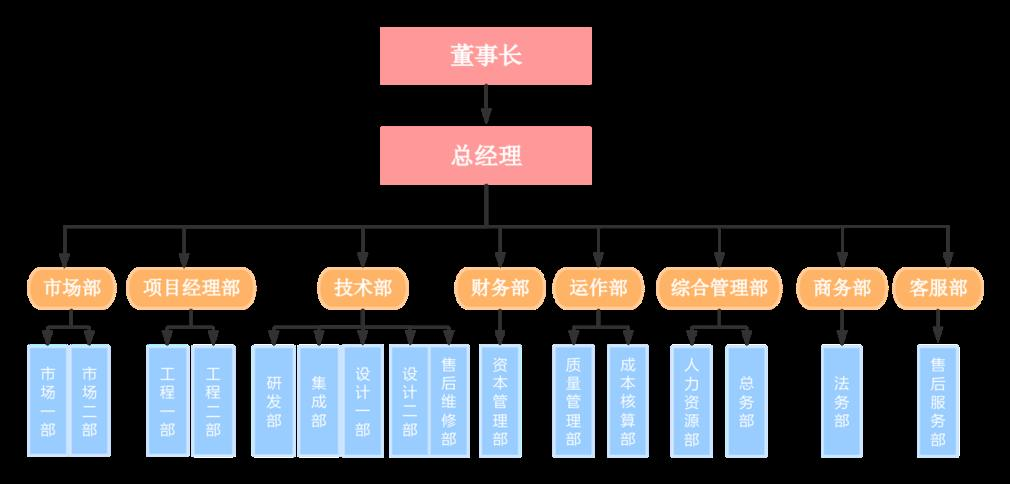 董事长
总经理
市场部
项目经理部
技术部
财务部
运作部
综合管理部
商务部
客服部
市场一部
市场二部
工程一部
工程二部
研发部
集成部
设计一部
设计二部
售后维修部
资本管理部
质量管理部
成本核算部
人力资源部
总务部
法务部
售后服务部